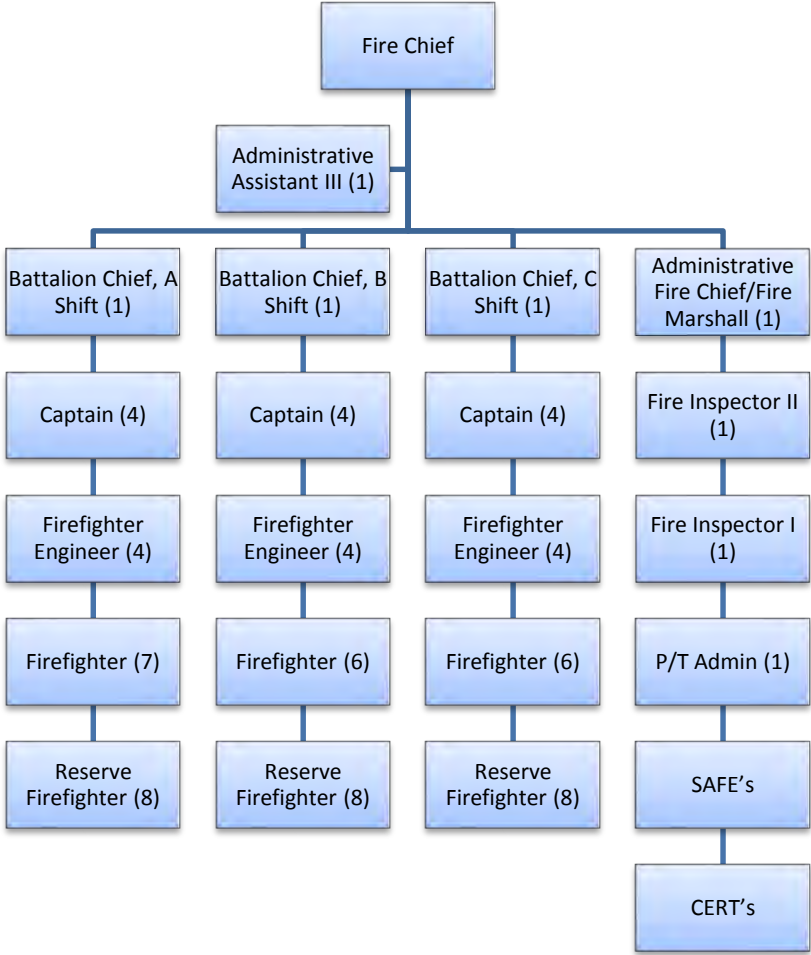 Fire Chief
Administrative
Assistant III (1)
Battalion Chief, A
Shift (1)
Battalion Chief, B
Shift (1)
Battalion Chief, C
Shift (1)
Administrative
Fire Chief/Fire
Marshall (1)
Captain (4)
Captain (4)
Captain (4)
Fire Inspector II
(1)
Firefighter
Engineer (4)
Firefighter
Engineer (4)
Firefighter
Engineer (4)
Fire Inspector I
(1)
Firefighter (7)
Firefighter (6)
Firefighter (6)
P/T Admin (1)
Reserve
Firefighter (8)
Reserve
Firefighter (8)
Reserve
Firefighter (8)
SAFE’s
CERT’s